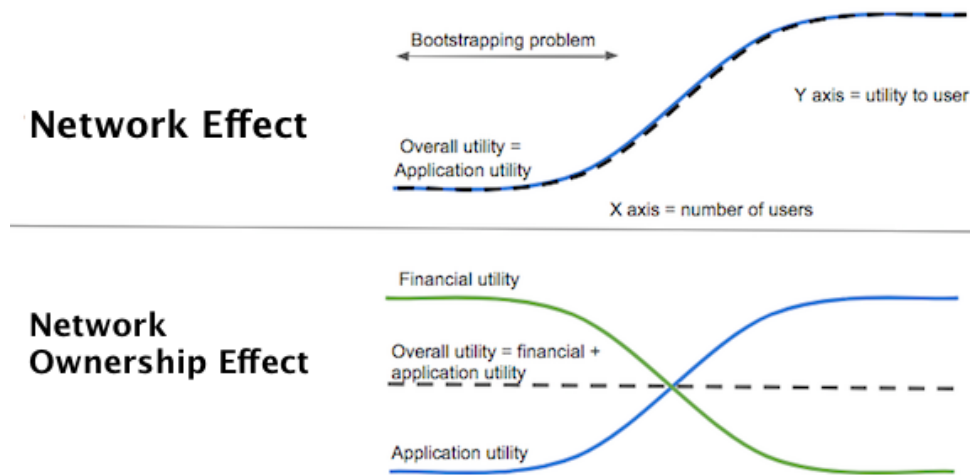 Bootstrapping problem
Network Effect
Y axis = utility to user
Overall utility =
Application utility
X axis = number of users
Financial utility
Network
Ownership Effect
Overall utility = financial +
application utility
Application utility